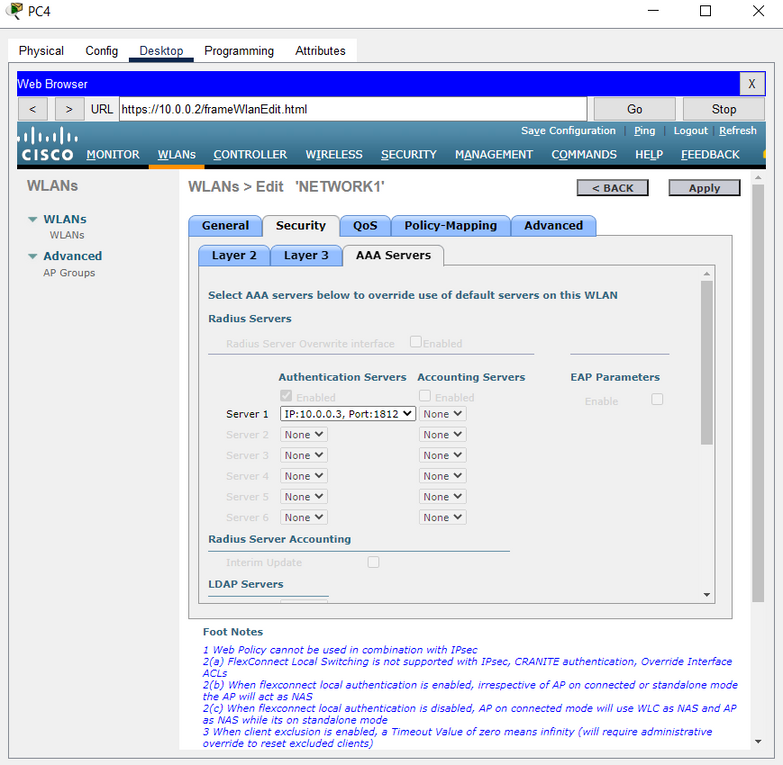 PC4
Physical Config Desktop Programming Attributes
Web Browser X
< > URL https://10.0.0.2/frameWlanEdit.html Go Stop
Save Configuration | Ping | Logout | Refresh
CISCO MONITOR WLANs CONTROLLER WIRELESS SECURITY MANAGEMENT COMMANDS HELP FEEDBACK
WLANs
WLANs > Edit 'NETWORK1' < BACK Apply
WLANs
WLANs
Advanced
AP Groups
General Security QoS Policy-Mapping Advanced
Layer 2 Layer 3 AAA Servers
Select AAA servers below to override use of default servers on this WLAN
Radius Servers
Radius Server Overwrite interface Enabled
Authentication Servers Accounting Servers EAP Parameters
Enabled Enabled Enable
Server 1 IP:10.0.0.3, Port:1812 None
Server 2 None None
Server 3 None None
Server 4 None None
Server 5 None None
Server 6 None None
Radius Server Accounting
Interim Update
LDAP Servers
Foot Notes
1 Web Policy cannot be used in combination with IPsec
2(a) FlexConnect Local Switching is not supported with IPsec, CRANITE authentication, Override Interface
ACLs
2(b) When flexconnect local authentication is enabled, irrespective of AP on connected or standalone mode
the AP will act as NAS
2(c) When flexconnect local authentication is disabled, AP on connected mode will use WLC as NAS and AP
as NAS while its on standalone mode
3 When client exclusion is enabled, a Timeout Value of zero means infinity (will require administrative
override to reset excluded clients)